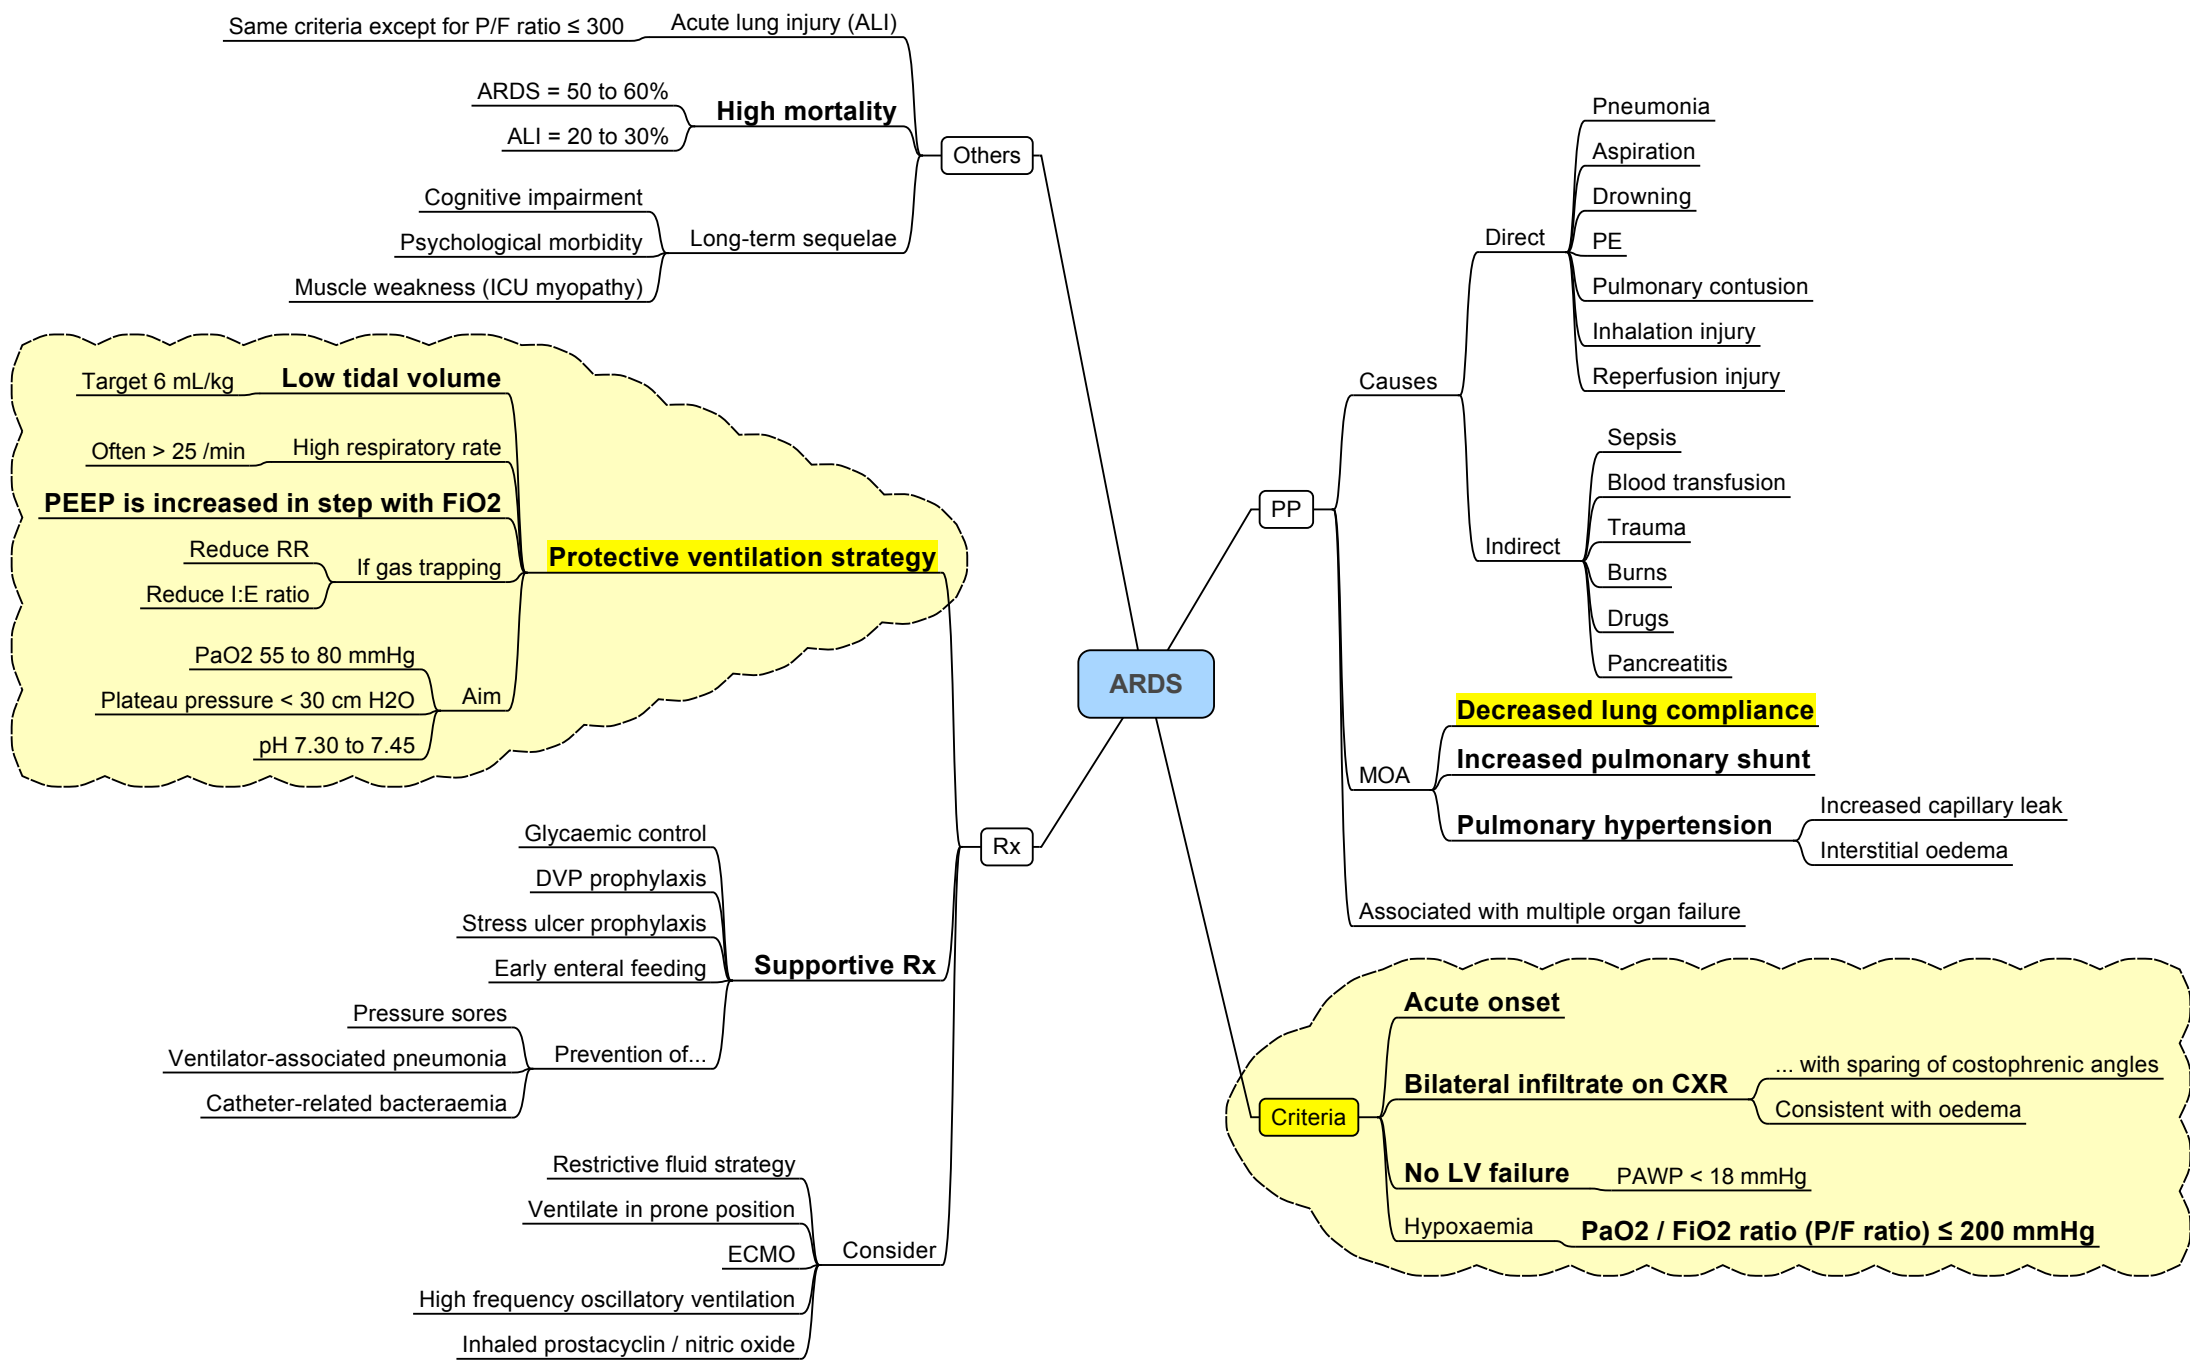 ARDS
Others
Acute lung injury (ALI)
Same criteria except for P/F ratio ≤ 300
High mortality
ARDS = 50 to 60%
ALI = 20 to 30%
Long-term sequelae
Cognitive impairment
Psychological morbidity
Muscle weakness (ICU myopathy)
PP
Causes
Direct
Pneumonia
Aspiration
Drowning
PE
Pulmonary contusion
Inhalation injury
Reperfusion injury
Indirect
Sepsis
Blood transfusion
Trauma
Burns
Drugs
Pancreatitis
MOA
Decreased lung compliance
Increased pulmonary shunt
Pulmonary hypertension
Increased capillary leak
Interstitial oedema
Associated with multiple organ failure
Criteria
Acute onset
Bilateral infiltrate on CXR
... with sparing of costophrenic angles
Consistent with oedema
No LV failure
PAWP < 18 mmHg
Hypoxaemia
PaO2 / FiO2 ratio (P/F ratio) ≤ 200 mmHg
Rx
Protective ventilation strategy
Low tidal volume
Target 6 mL/kg
High respiratory rate
Often > 25 /min
PEEP is increased in step with FiO2
If gas trapping
Reduce RR
Reduce I:E ratio
Aim
PaO2 55 to 80 mmHg
Plateau pressure < 30 cm H2O
pH 7.30 to 7.45
Supportive Rx
Glycaemic control
DVP prophylaxis
Stress ulcer prophylaxis
Early enteral feeding
Prevention of...
Pressure sores
Ventilator-associated pneumonia
Catheter-related bacteraemia
Consider
Restrictive fluid strategy
Ventilate in prone position
ECMO
High frequency oscillatory ventilation
Inhaled prostacyclin / nitric oxide